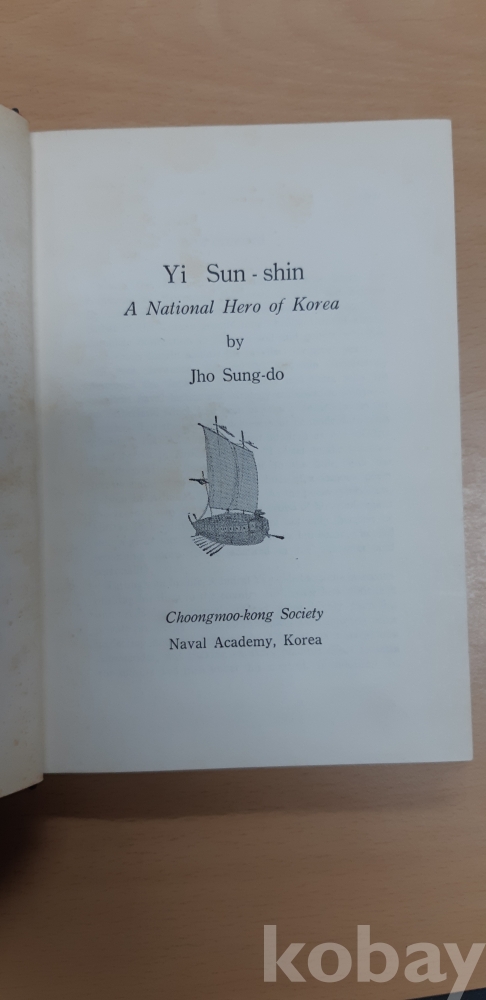 Yi Sun-shin
A National Hero of Korea
by
Jho Sung-do
Choongmoo-kong Society
Naval Academy, Korea
kobay